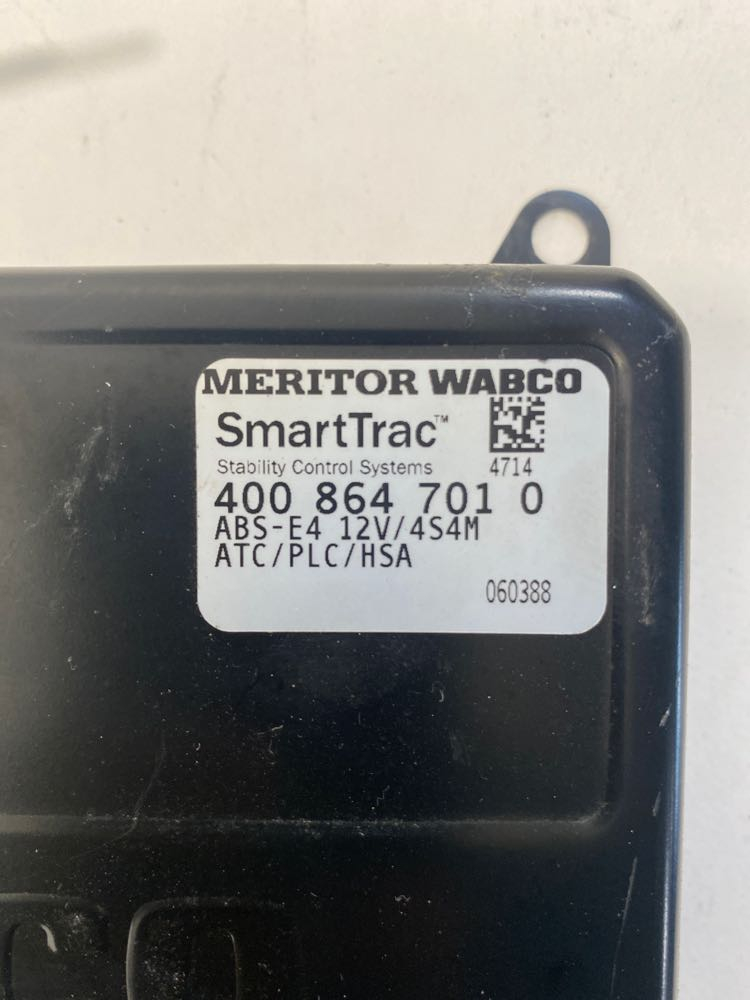 MERITOR WABCO
SmartTrac™
Stability Control Systems 4714
400 864 701 0
ABS-E4 12V/4S4M
ATC/PLC/HSA
060388
CO